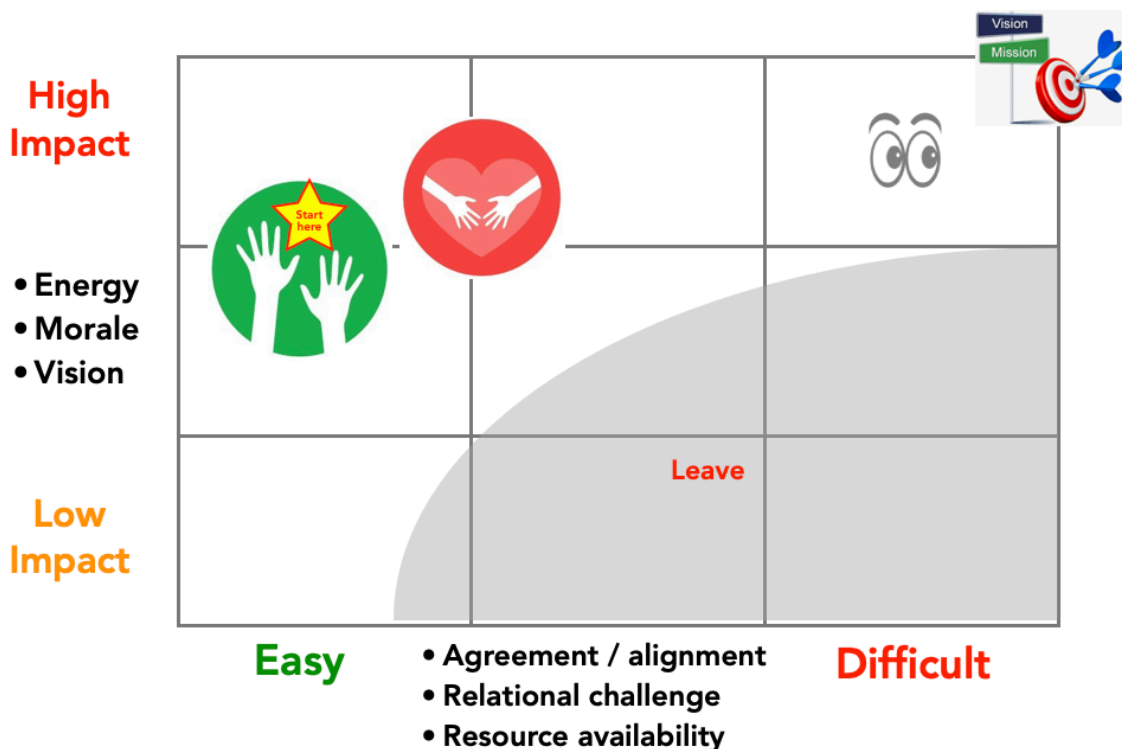 Vision
Mission
High
Impact
Start
here
• Energy
• Morale
• Vision
Leave
Low
Impact
Easy
• Agreement / alignment
• Relational challenge
• Resource availability
Difficult